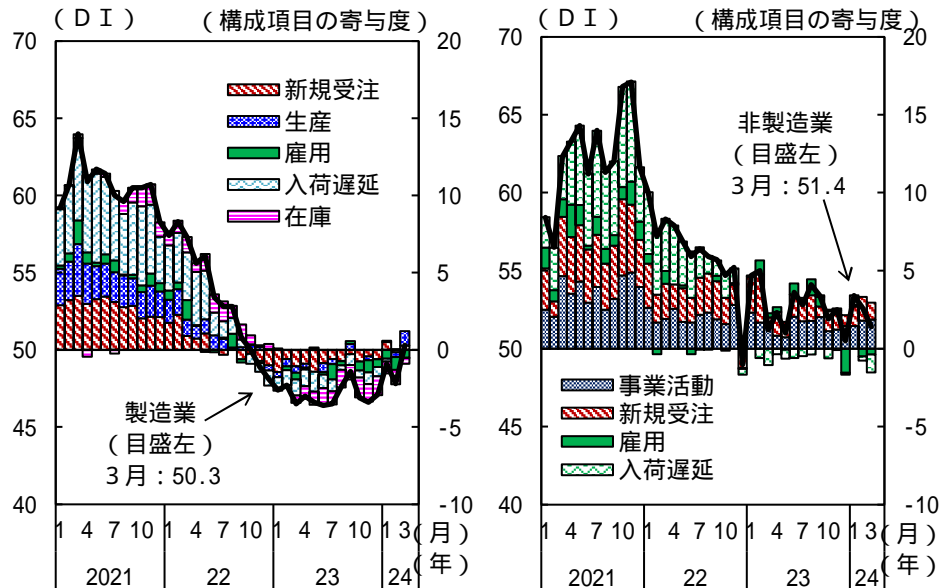 (ＤＩ) (構成項目の寄与度)
70
65
60
55
50
45
40
20
15
10
5
0
-5
-10
新規受注
生産
雇用
入荷遅延
在庫
製造業
(目盛左)
３月：50.3
1 4 7 10 1 4 7 10 1 4 7 10 1 3 (月)
2021 22 23 24 (年)
(ＤＩ) (構成項目の寄与度)
70
65
60
55
50
45
40
20
15
10
5
0
-5
-10
非製造業
(目盛左)
３月：51.4
事業活動
新規受注
雇用
入荷遅延
1 4 7 10 1 4 7 10 1 4 7 10 1 3 (月)
2021 22 23 24 (年)